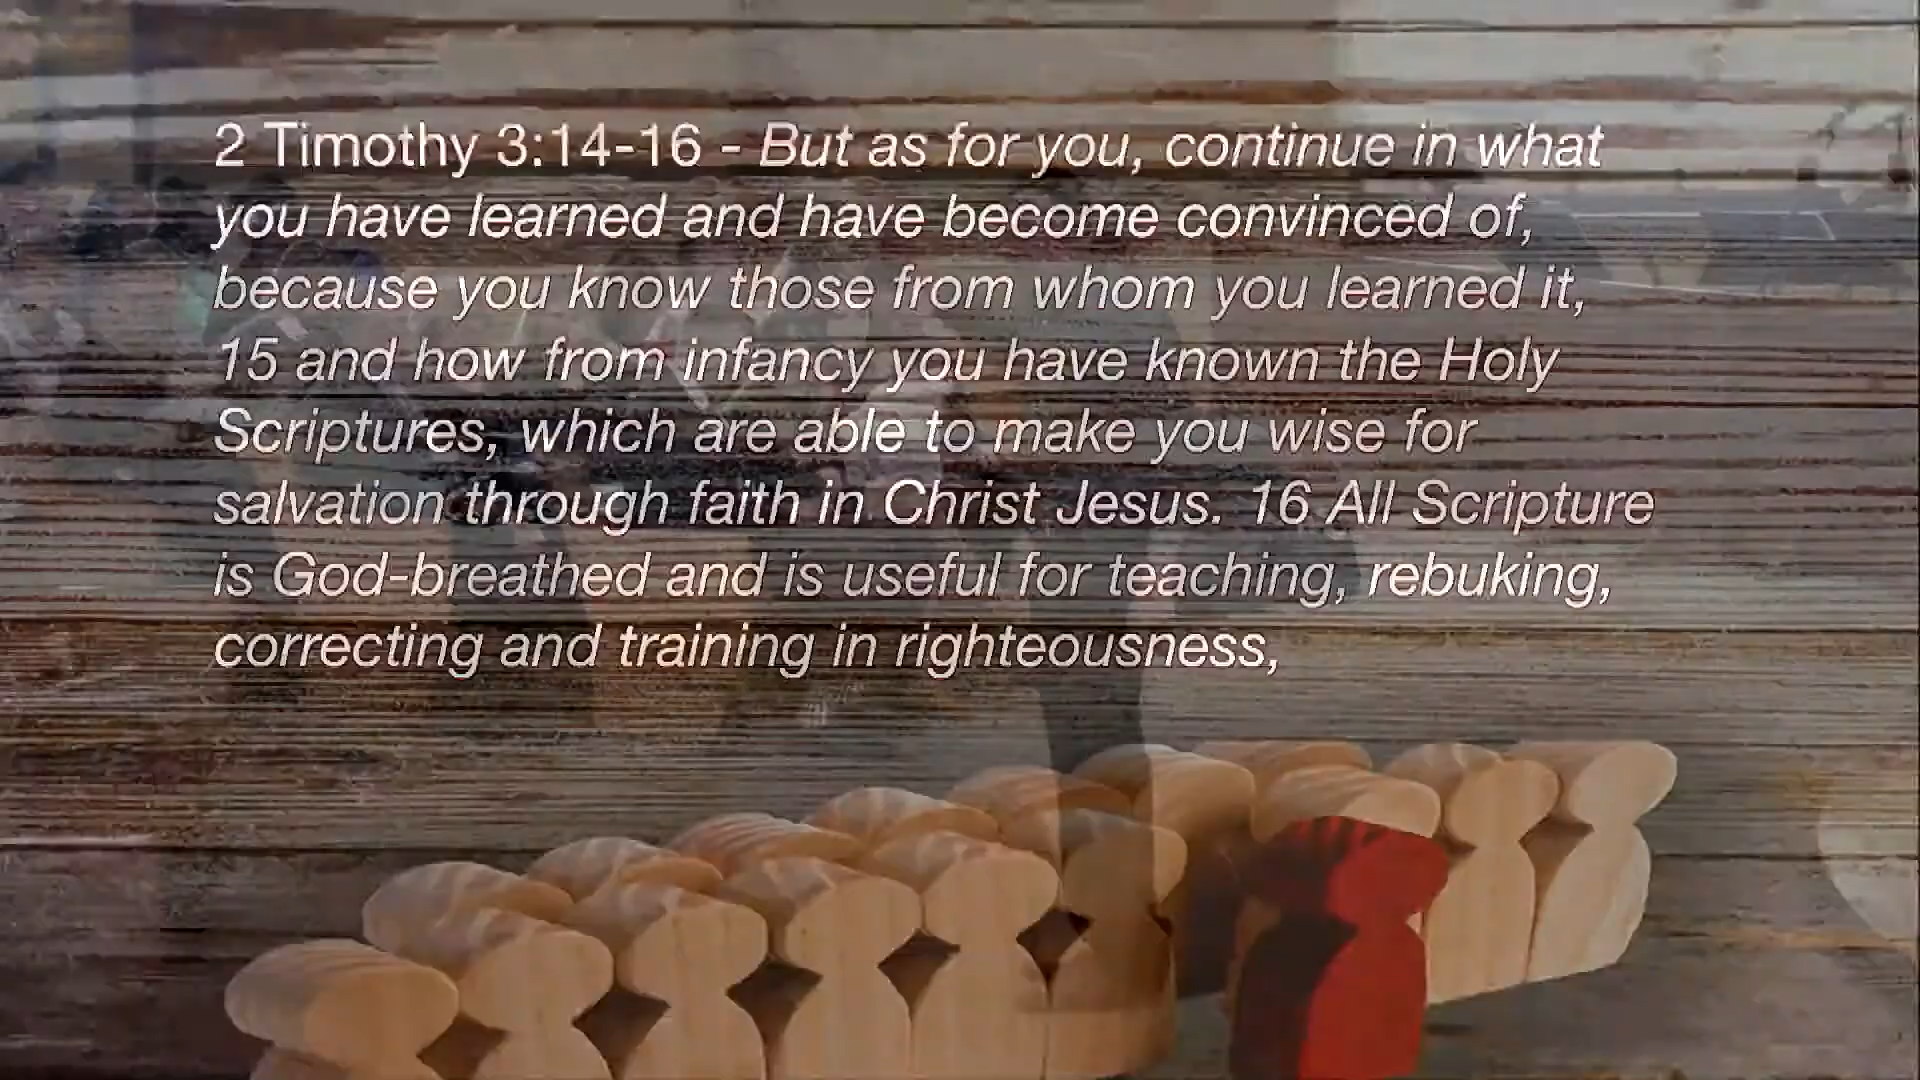 2 Timothy 3:14-16 - But as for you, continue in what
you have learned and have become convinced of,
because you know those from whom you learned it,
15 and how from infancy you have known the Holy
Scriptures, which are able to make you wise for
salvation through faith in Christ Jesus. 16 All Scripture
is God-breathed and is useful for teaching, rebuking,
correcting and training in righteousness,